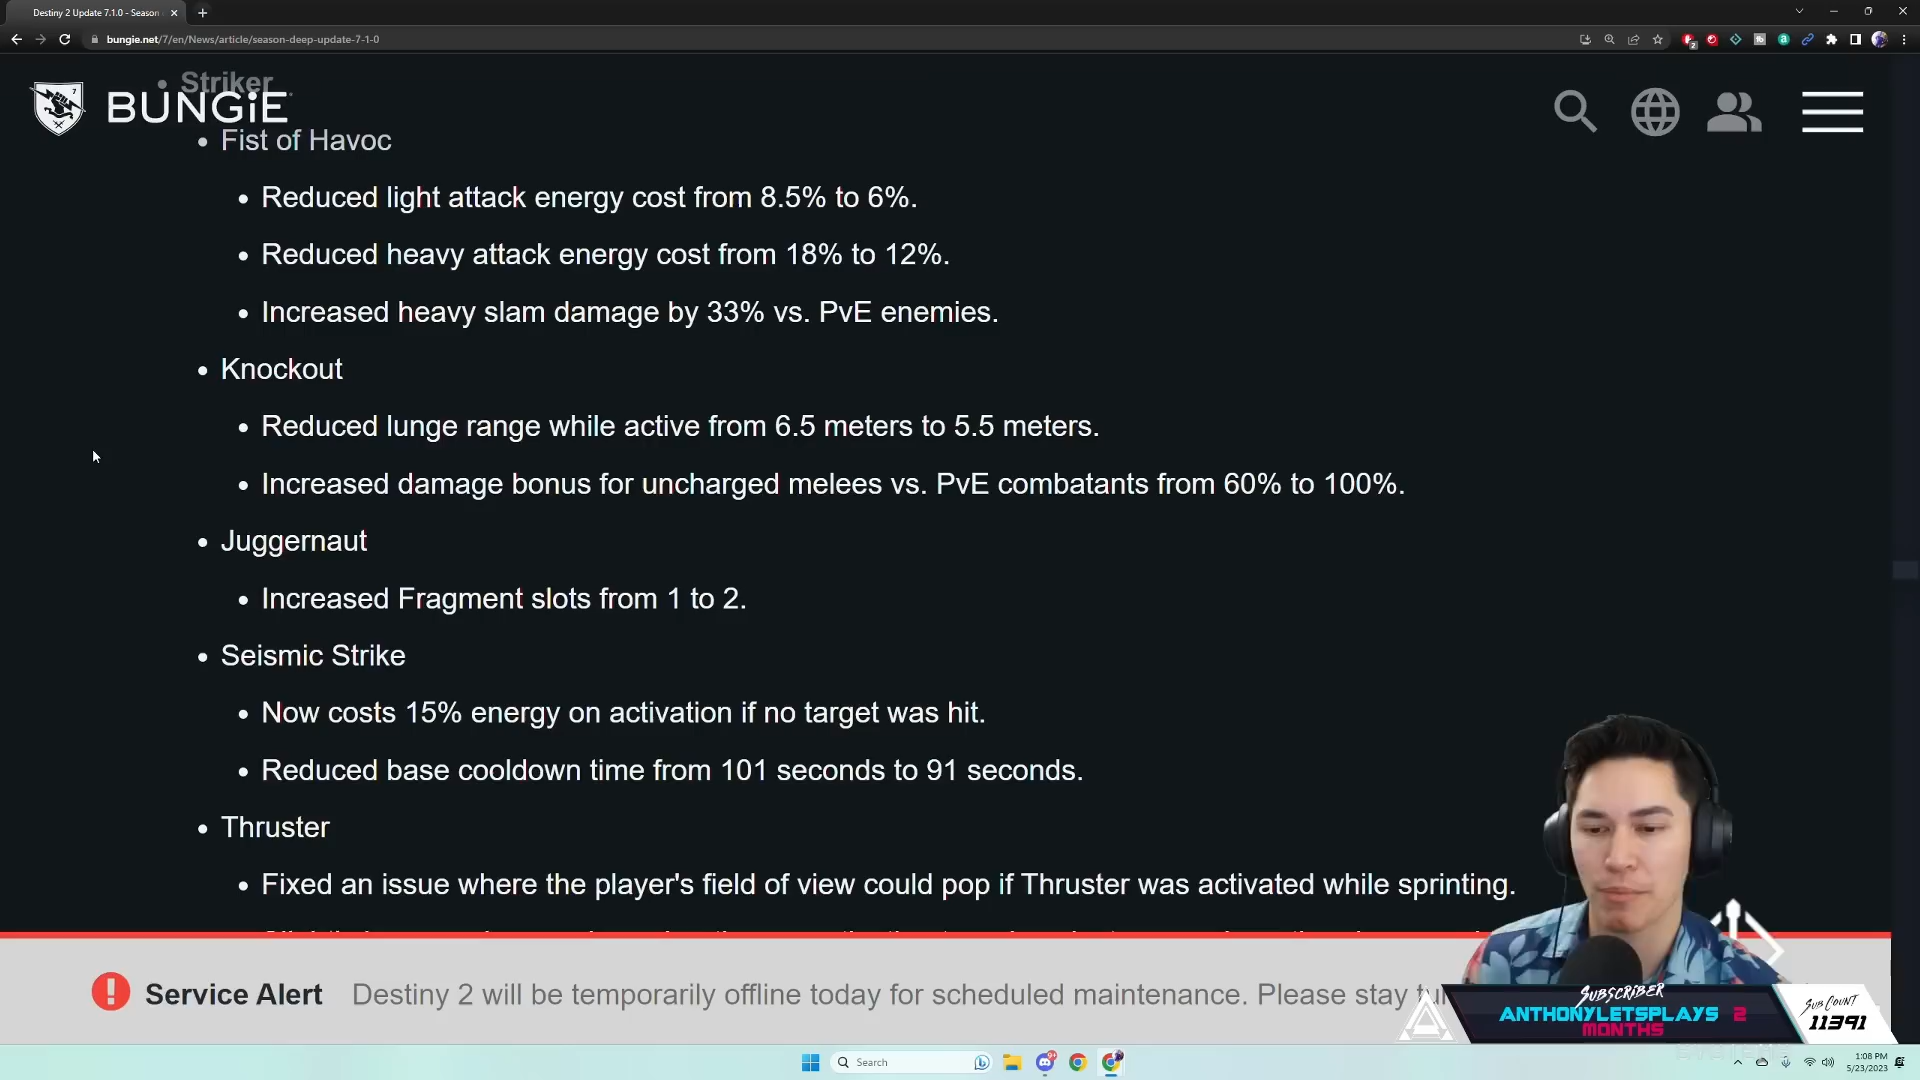 Destiny 2 Update 7.1.0 - Season
bungie.net/7/en/News/article/season-deep-update-7-1-0
Striker
BUNGiE
7
Fist of Havoc
Reduced light attack energy cost from 8.5% to 6%.
Reduced heavy attack energy cost from 18% to 12%.
Increased heavy slam damage by 33% vs. PvE enemies.
Knockout
Reduced lunge range while active from 6.5 meters to 5.5 meters.
Increased damage bonus for uncharged melees vs. PvE combatants from 60% to 100%.
Juggernaut
Increased Fragment slots from 1 to 2.
Seismic Strike
Now costs 15% energy on activation if no target was hit.
Reduced base cooldown time from 101 seconds to 91 seconds.
Thruster
Fixed an issue where the player's field of view could pop if Thruster was activated while sprinting.
Service Alert Destiny 2 will be temporarily offline today for scheduled maintenance. Please stay
SUBSCRIBER
ANTHONYLETSPLAYS 2
MONTHS
SUB COUNT
11391
Search
1:08 PM
5/23/2023